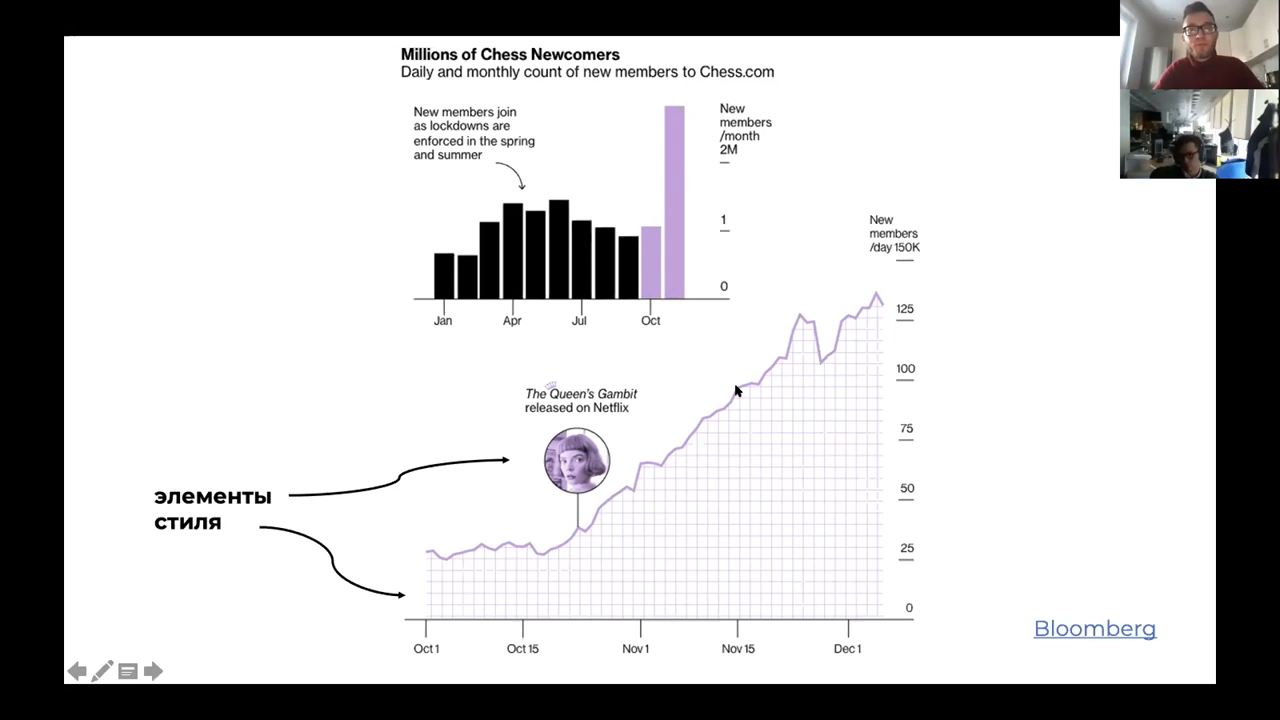 Millions of Chess Newcomers
Daily and monthly count of new members to Chess.com
New members join
as lockdowns are
enforced in the spring
and summer
New
members
/month
2M
1
0
Jan
Apr
Jul
Oct
New
members
/day 150K
125
100
75
50
25
0
The Queen's Gambit
released on Netflix
элементы
стиля
Oct 1
Oct 15
Nov 1
Nov 15
Dec 1
Bloomberg